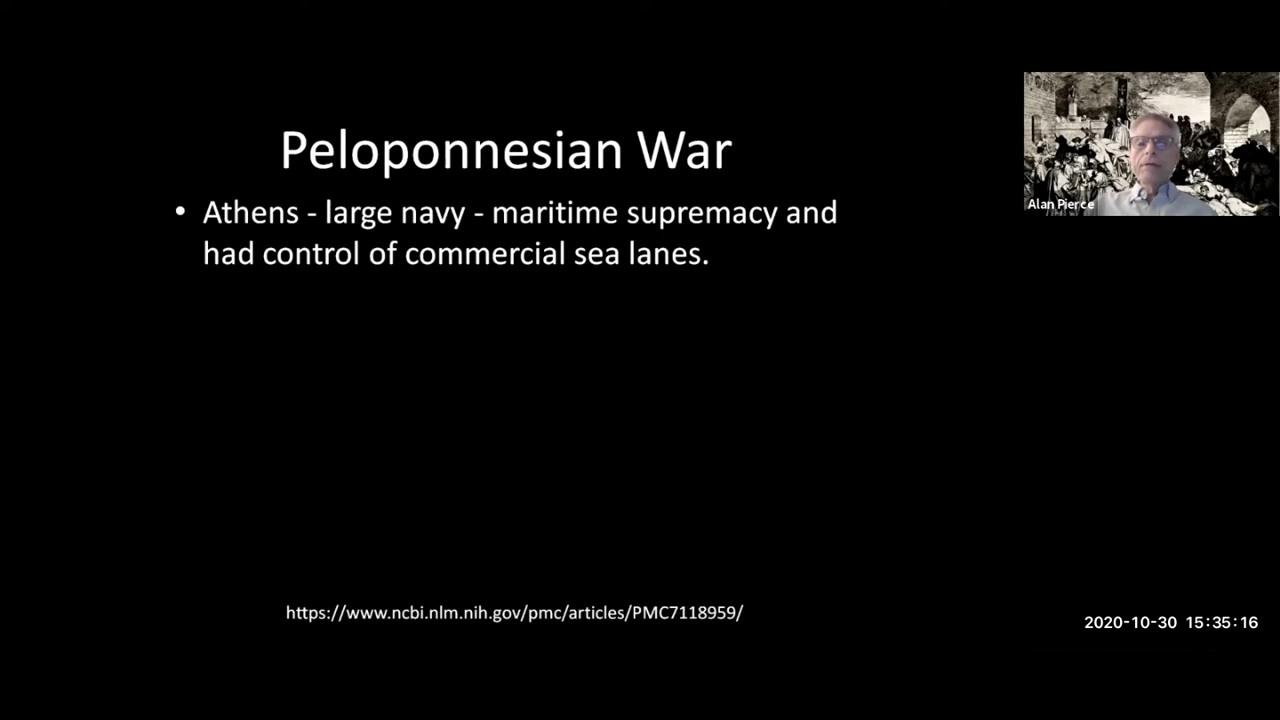 Peloponnesian War
• Athens - large navy - maritime supremacy and
had control of commercial sea lanes.
Alan Pierce
https://www.ncbi.nlm.nih.gov/pmc/articles/PMC7118959/
2020-10-30 15:35:16